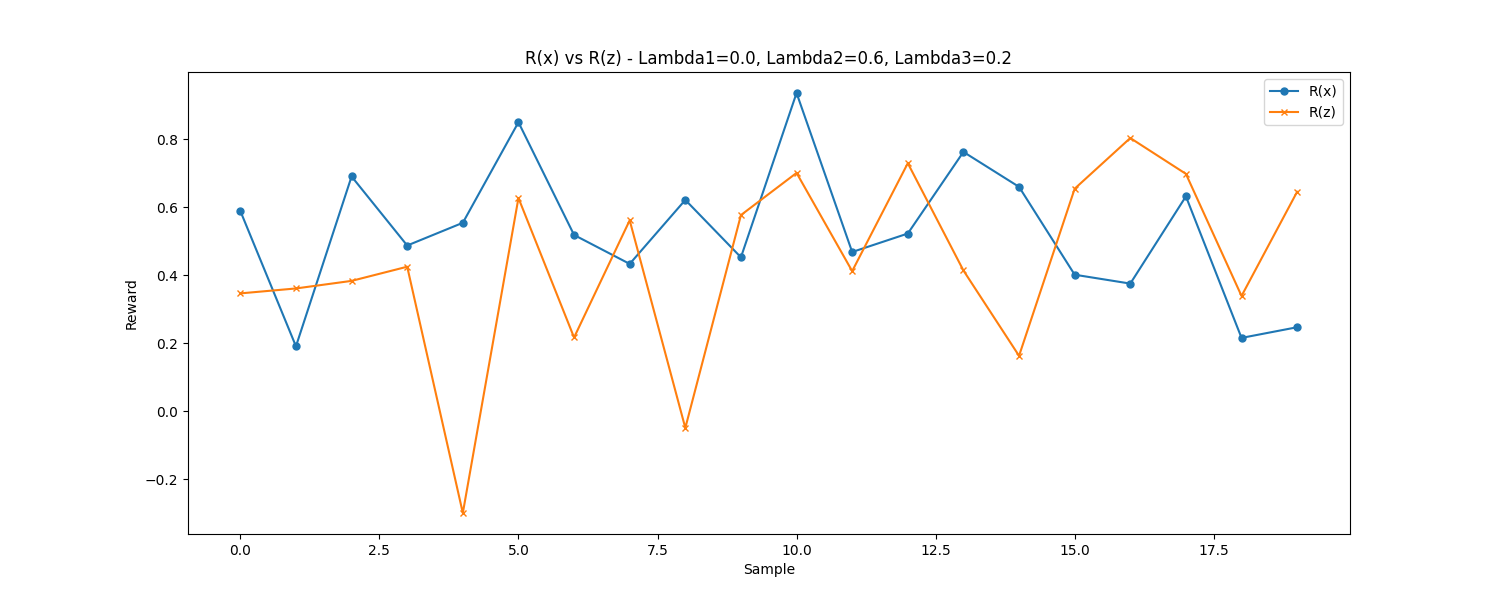 R(x) vs R(z) - Lambda1=0.0, Lambda2=0.6, Lambda3=0.2
R(x)
R(z)
0.8
0.6
0.4
0.2
0.0
−0.2
Reward
0.0 2.5 5.0 7.5 10.0 12.5 15.0 17.5
Sample